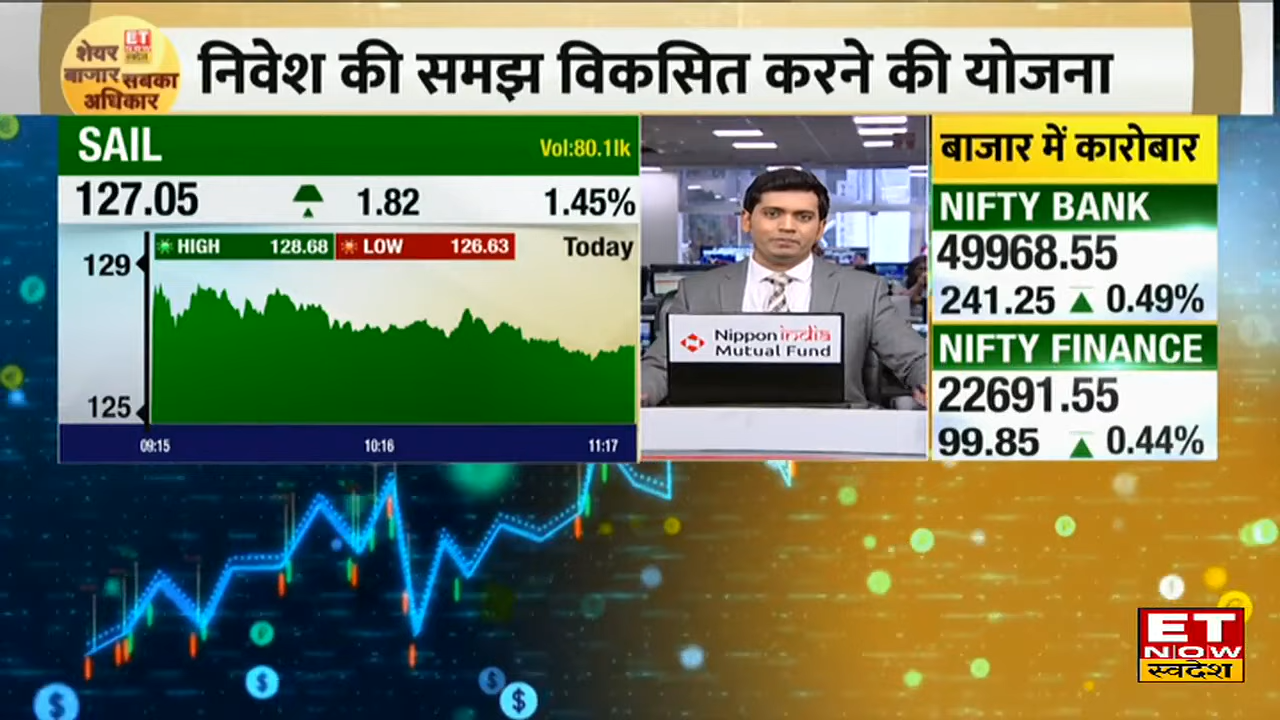 शेयर
ET
NOW
स्वदेश
बाजार सबका
अधिकार
निवेश की समझ विकसित करने की योजना
SAIL
Vol:80.1lk
127.05 1.82 1.45%
HIGH 128.68 LOW 126.63 Today
129
125
09:15 10:16 11:17
Nippon india
Mutual Fund
बाजार में कारोबार
NIFTY BANK
49968.55
241.25 0.49%
NIFTY FINANCE
22691.55
99.85 0.44%
ET
NOW
स्वदेश